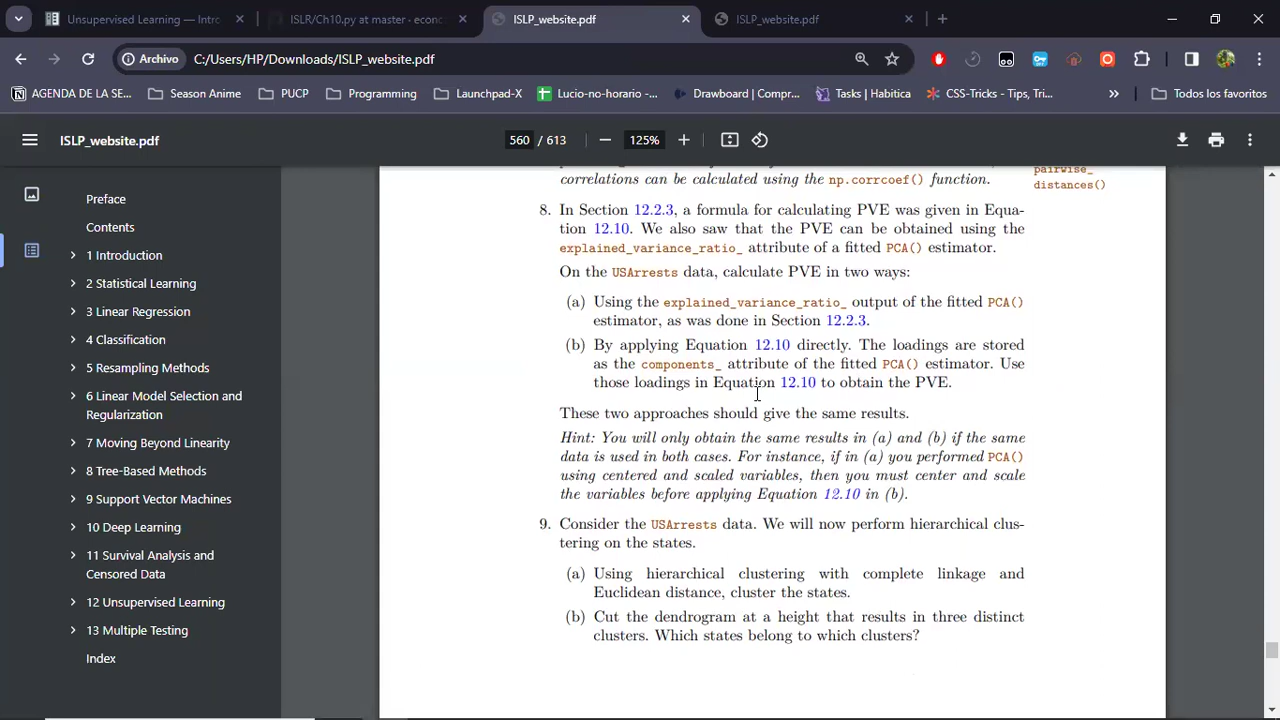 Unsupervised Learning — Intro
ISLR/Ch10.py at master · econo
ISLP_website.pdf
ISLP_website.pdf
Archivo
C:/Users/HP/Downloads/ISLP_website.pdf
AGENDA DE LA SE...
Season Anime
PUCP
Programming
Launchpad-X
Lucio-no-horario -...
Drawboard | Compr...
Tasks | Habitica
CSS-Tricks - Tips, Tri...
»
Todos los favoritos
ISLP_website.pdf
560 / 613
125%
Preface
Contents
1 Introduction
2 Statistical Learning
3 Linear Regression
4 Classification
5 Resampling Methods
6 Linear Model Selection and
Regularization
7 Moving Beyond Linearity
8 Tree-Based Methods
9 Support Vector Machines
10 Deep Learning
11 Survival Analysis and
Censored Data
12 Unsupervised Learning
13 Multiple Testing
Index
correlations can be calculated using the np.corrcoef() function.
pairwise_
distances()
8. In Section 12.2.3, a formula for calculating PVE was given in Equa-
tion 12.10. We also saw that the PVE can be obtained using the
explained_variance_ratio_ attribute of a fitted PCA() estimator.
On the USArrests data, calculate PVE in two ways:
(a) Using the explained_variance_ratio_ output of the fitted PCA()
estimator, as was done in Section 12.2.3.
(b) By applying Equation 12.10 directly. The loadings are stored
as the components_ attribute of the fitted PCA() estimator. Use
those loadings in Equation 12.10 to obtain the PVE.
These two approaches should give the same results.
Hint: You will only obtain the same results in (a) and (b) if the same
data is used in both cases. For instance, if in (a) you performed PCA()
using centered and scaled variables, then you must center and scale
the variables before applying Equation 12.10 in (b).
9. Consider the USArrests data. We will now perform hierarchical clus-
tering on the states.
(a) Using hierarchical clustering with complete linkage and
Euclidean distance, cluster the states.
(b) Cut the dendrogram at a height that results in three distinct
clusters. Which states belong to which clusters?